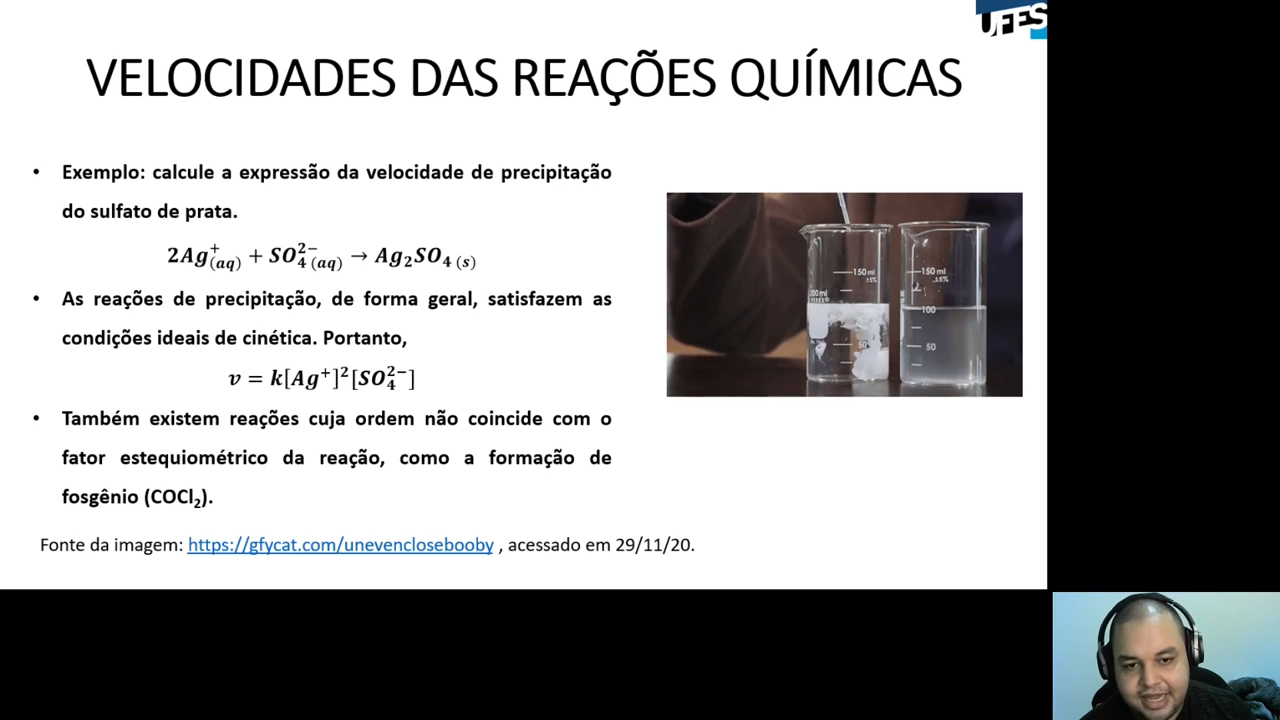 UFES
VELOCIDADES DAS REAÇÕES QUÍMICAS
• Exemplo: calcule a expressão da velocidade de precipitação
do sulfato de prata.
2Ag⁺(aq) + SO₄²⁻(aq) → Ag₂SO₄ (s)
• As reações de precipitação, de forma geral, satisfazem as
condições ideais de cinética. Portanto,
v = k[Ag⁺]²[SO₄²⁻]
• Também existem reações cuja ordem não coincide com o
fator estequiométrico da reação, como a formação de
fosgênio (COCl₂).
150 ml
±5%
50
150 ml
±5%
100
50
Fonte da imagem: https://gfycat.com/unevenclosebooby , acessado em 29/11/20.